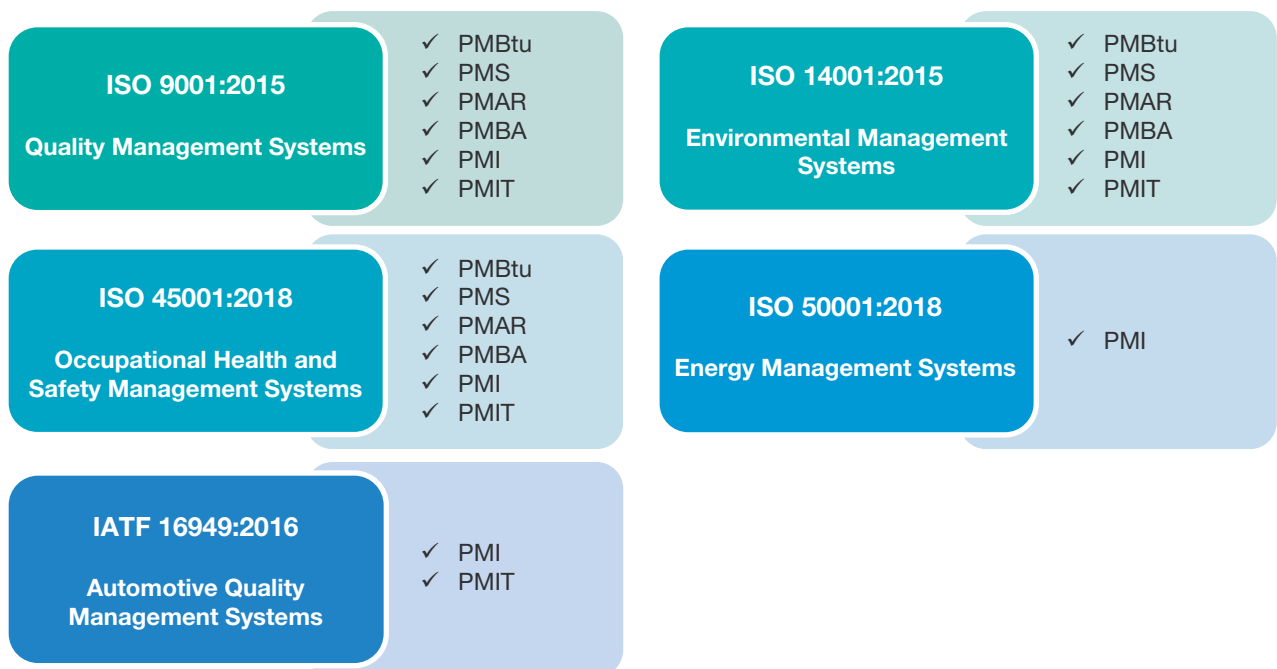 ISO 9001:2015
Quality Management Systems
✓ PMBtu
✓ PMS
✓ PMAR
✓ PMBA
✓ PMI
✓ PMIT
ISO 14001:2015
Environmental Management
Systems
✓ PMBtu
✓ PMS
✓ PMAR
✓ PMBA
✓ PMI
✓ PMIT
ISO 45001:2018
Occupational Health and
Safety Management Systems
✓ PMBtu
✓ PMS
✓ PMAR
✓ PMBA
✓ PMI
✓ PMIT
ISO 50001:2018
Energy Management Systems
✓ PMI
IATF 16949:2016
Automotive Quality
Management Systems
✓ PMI
✓ PMIT